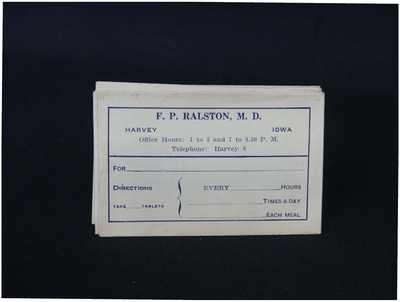 F. P. RALSTON, M. D.
HARVEY IOWA
Office Hours: 1 to 3 and 7 to 8.30 P. M.
Telephone: Harvey, 8
FOR
DIRECTIONS EVERY HOURS
TIMES A DAY
TAKE TABLETS
EACH MEAL